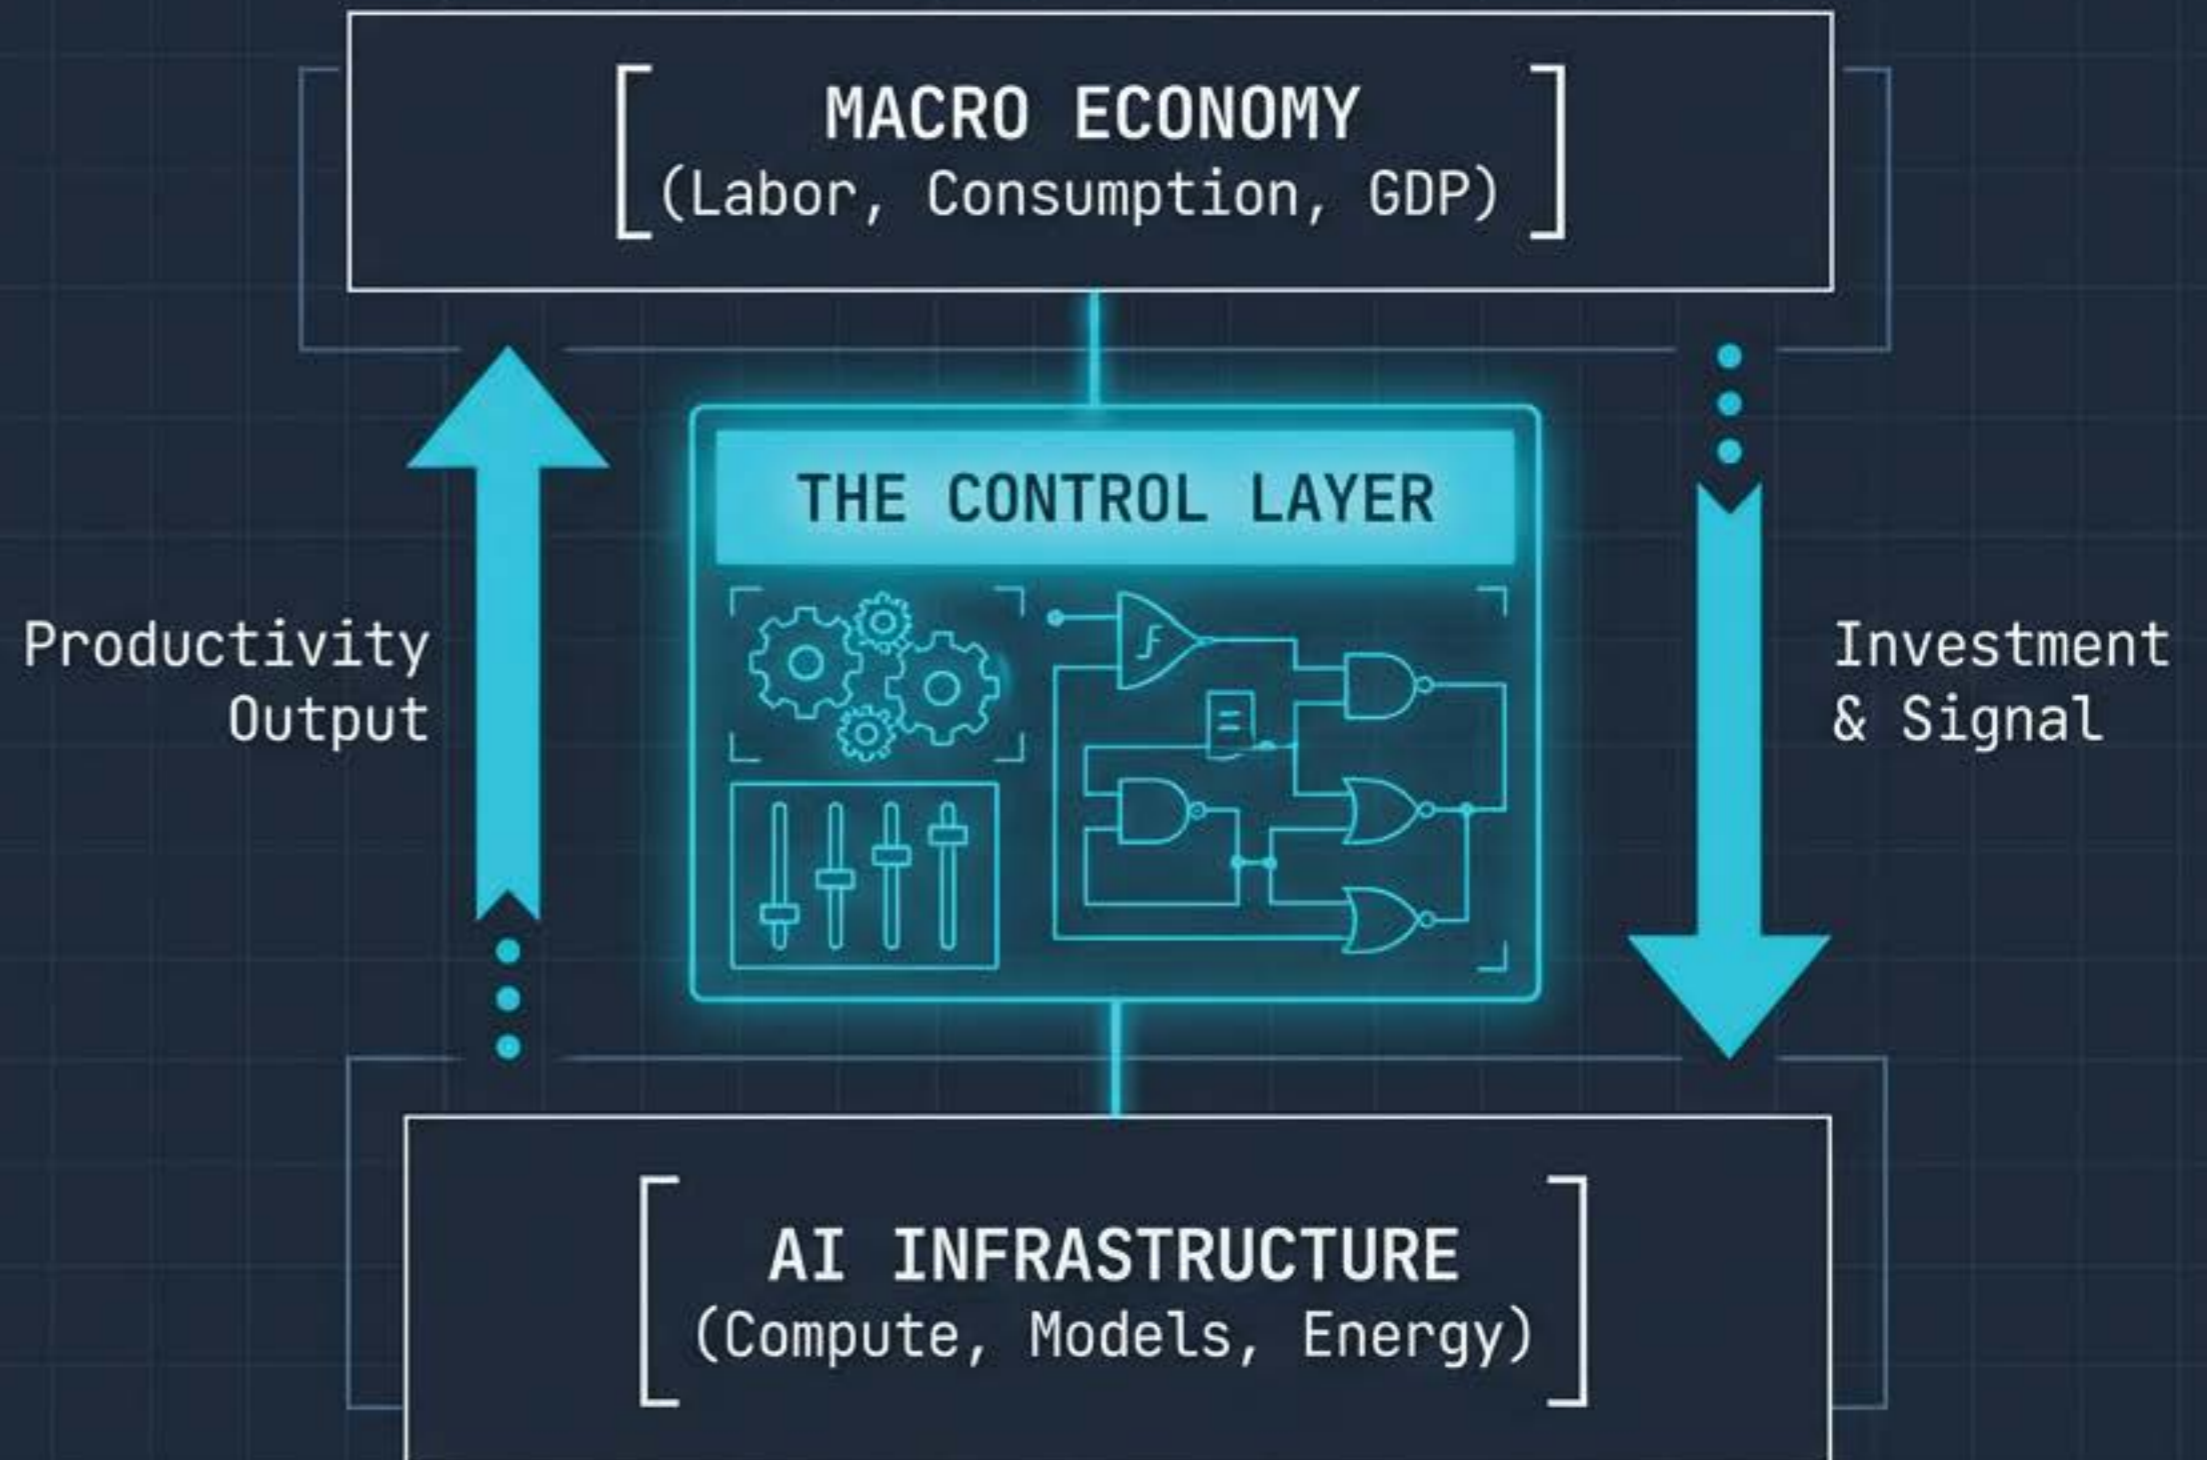 MACRO ECONOMY
(Labor, Consumption, GDP)
THE CONTROL LAYER
Productivity
Output
Investment
& Signal
AI INFRASTRUCTURE
(Compute, Models, Energy)